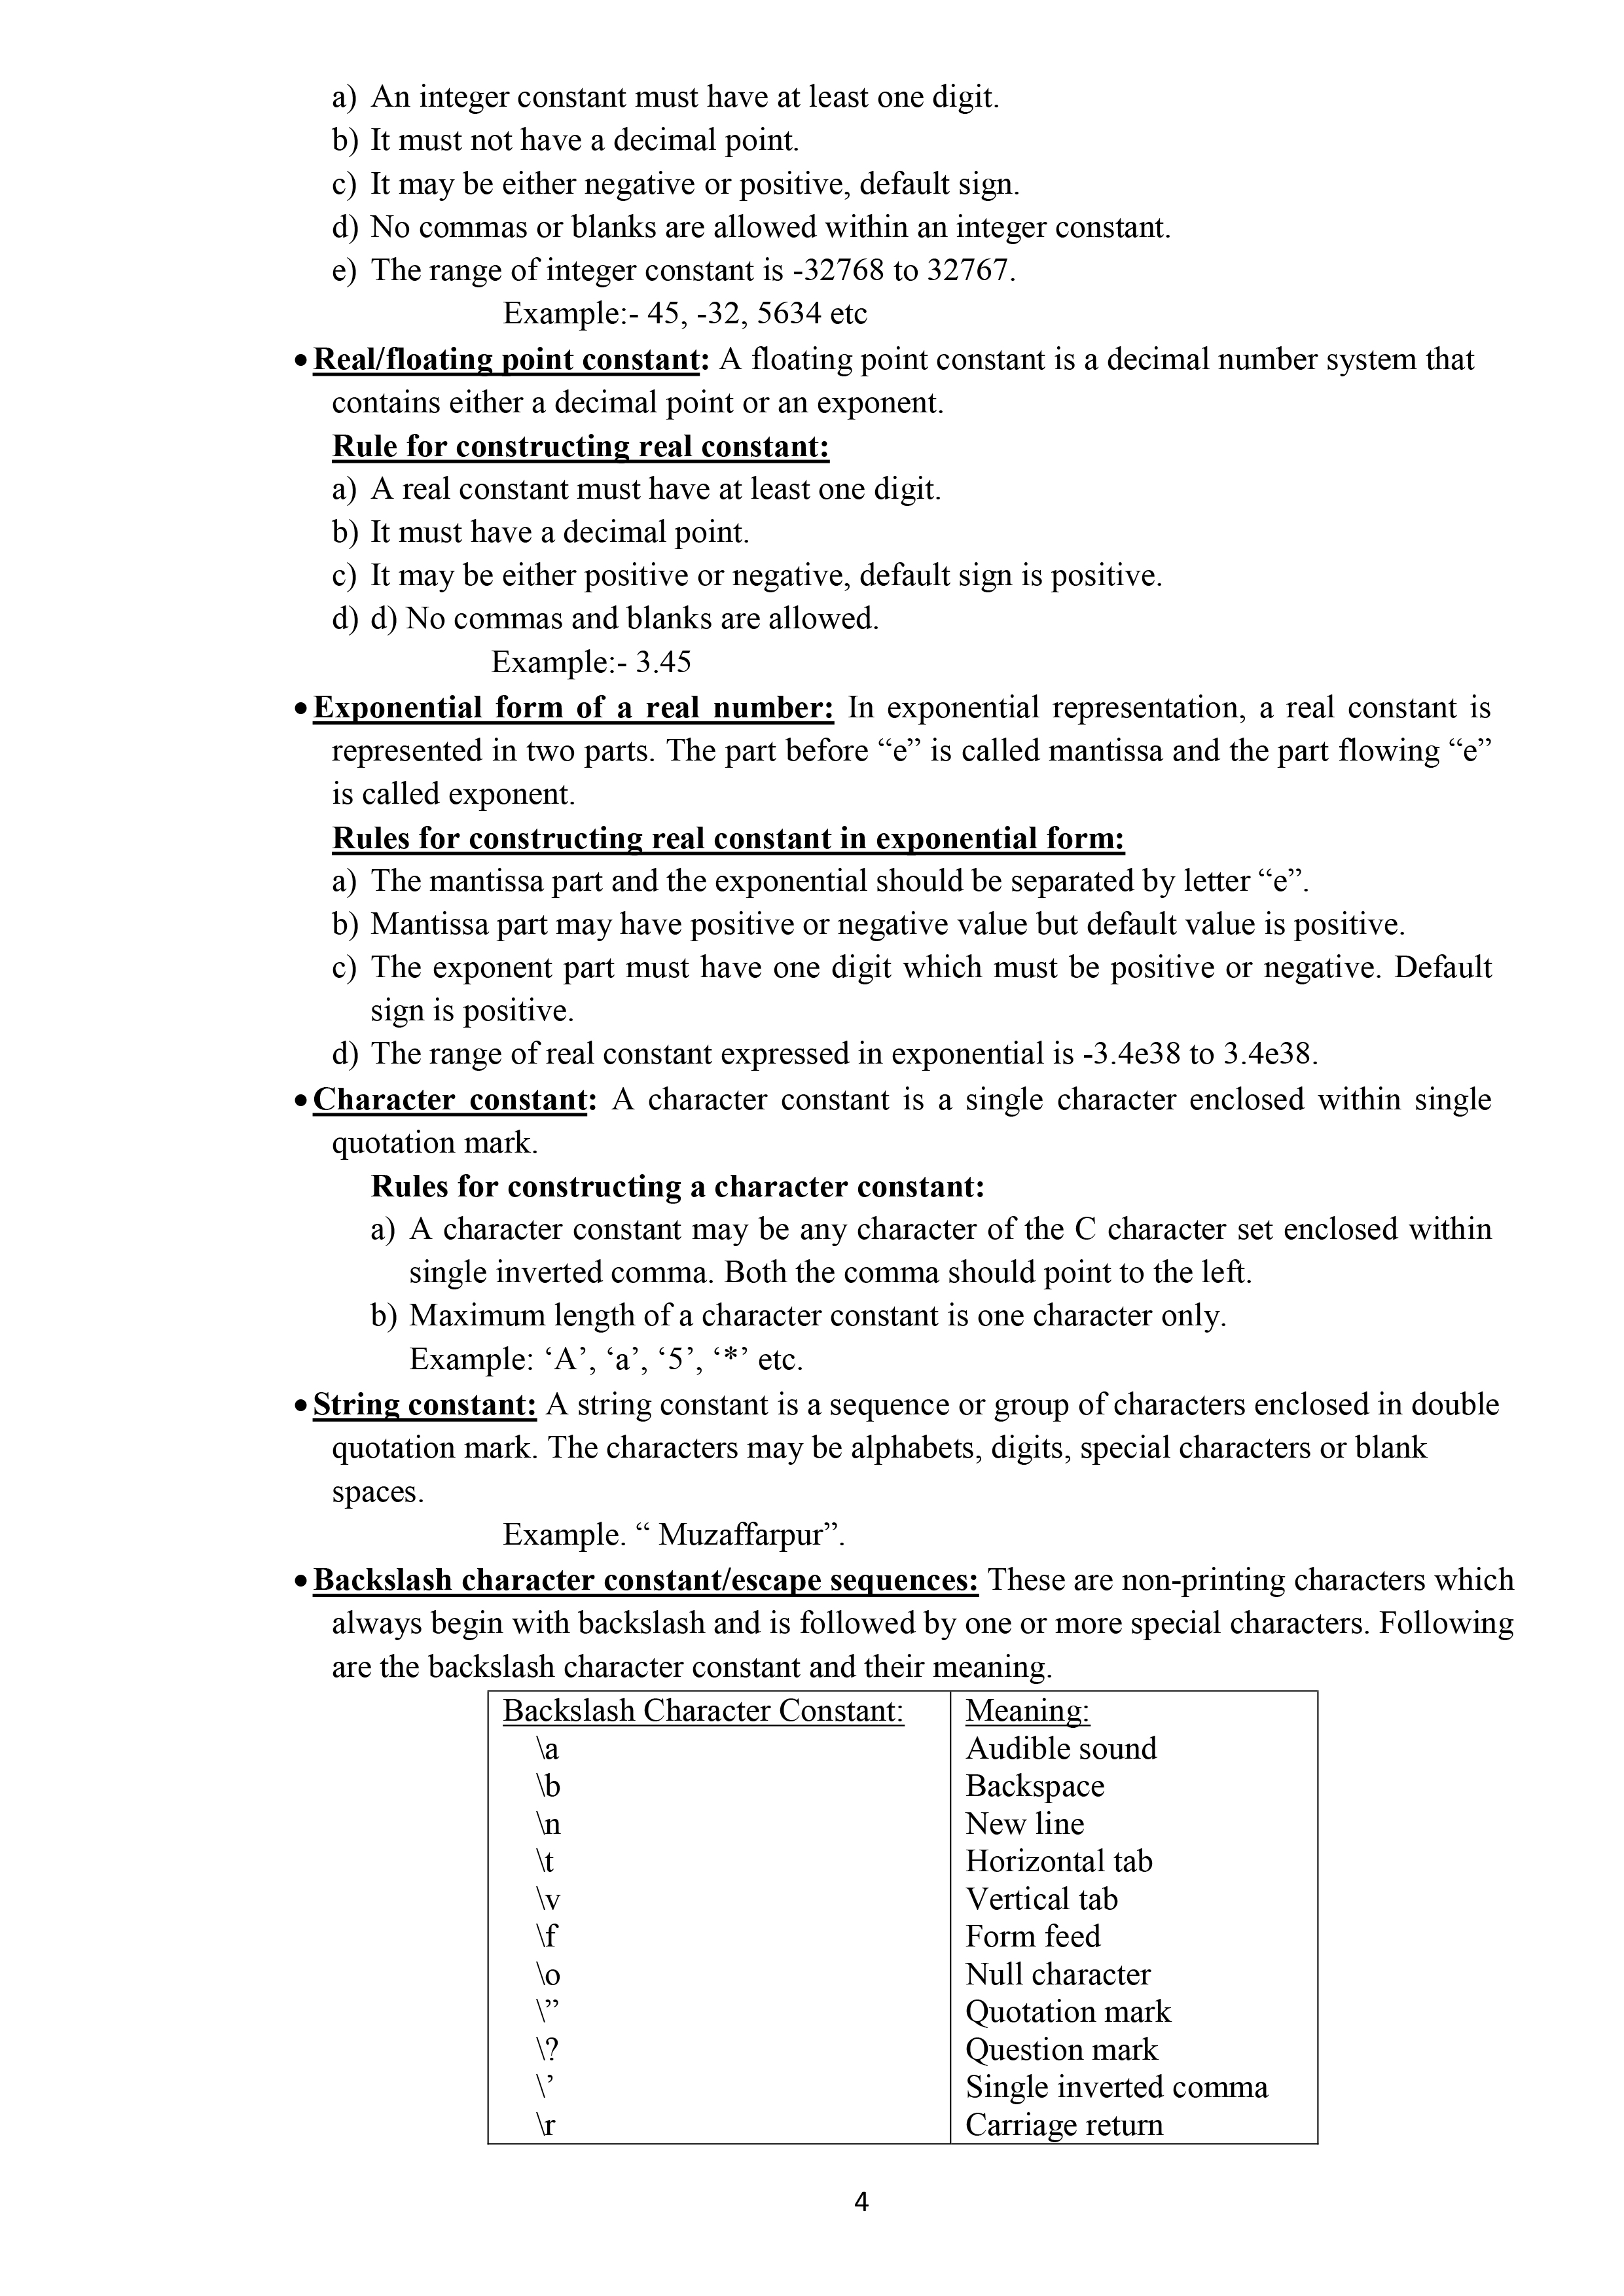 a) An integer constant must have at least one digit.
b) It must not have a decimal point.
c) It may be either negative or positive, default sign.
d) No commas or blanks are allowed within an integer constant.
e) The range of integer constant is -32768 to 32767.
Example:- 45, -32, 5634 etc
• Real/floating point constant: A floating point constant is a decimal number system that
contains either a decimal point or an exponent.
Rule for constructing real constant:
a) A real constant must have at least one digit.
b) It must have a decimal point.
c) It may be either positive or negative, default sign is positive.
d) d) No commas and blanks are allowed.
Example:- 3.45
• Exponential form of a real number: In exponential representation, a real constant is
represented in two parts. The part before “e” is called mantissa and the part flowing “e”
is called exponent.
Rules for constructing real constant in exponential form:
a) The mantissa part and the exponential should be separated by letter “e”.
b) Mantissa part may have positive or negative value but default value is positive.
c) The exponent part must have one digit which must be positive or negative. Default
sign is positive.
d) The range of real constant expressed in exponential is -3.4e38 to 3.4e38.
• Character constant: A character constant is a single character enclosed within single
quotation mark.
Rules for constructing a character constant:
a) A character constant may be any character of the C character set enclosed within
single inverted comma. Both the comma should point to the left.
b) Maximum length of a character constant is one character only.
Example: ‘A’, ‘a’, ‘5’, ‘*’ etc.
• String constant: A string constant is a sequence or group of characters enclosed in double
quotation mark. The characters may be alphabets, digits, special characters or blank
spaces.
Example. “ Muzaffarpur”.
• Backslash character constant/escape sequences: These are non-printing characters which
always begin with backslash and is followed by one or more special characters. Following
are the backslash character constant and their meaning.
Backslash Character Constant: Meaning:
\a Audible sound
\b Backspace
\n New line
\t Horizontal tab
\v Vertical tab
\f Form feed
\o Null character
\” Quotation mark
\? Question mark
\’ Single inverted comma
\r Carriage return
4